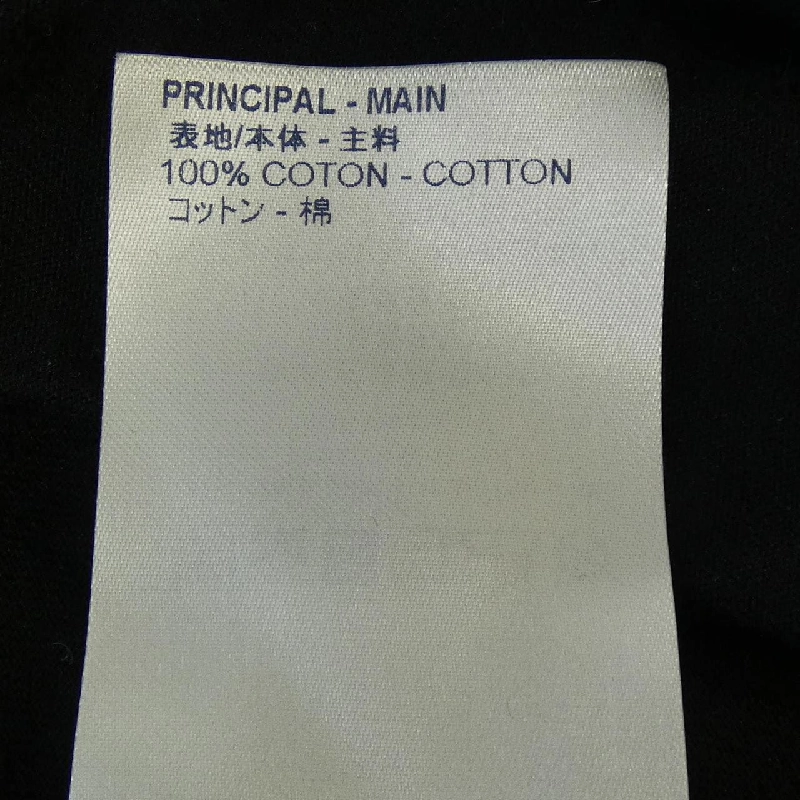 PRINCIPAL - MAIN
表地/本体 - 主料
100% COTON - COTTON
コットン - 棉